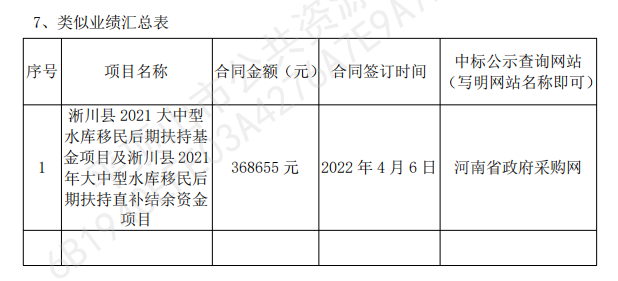 7、类似业绩汇总表
序号 项目名称 合同金额（元） 合同签订时间 中标公示查询网站
（写明网站名称即可）
1 淅川县 2021 大中型
水库移民后期扶持基
金项目及淅川县 2021
年大中型水库移民后
期扶持直补结余资金
项目 368655 元 2022 年 4 月 6 日 河南省政府采购网